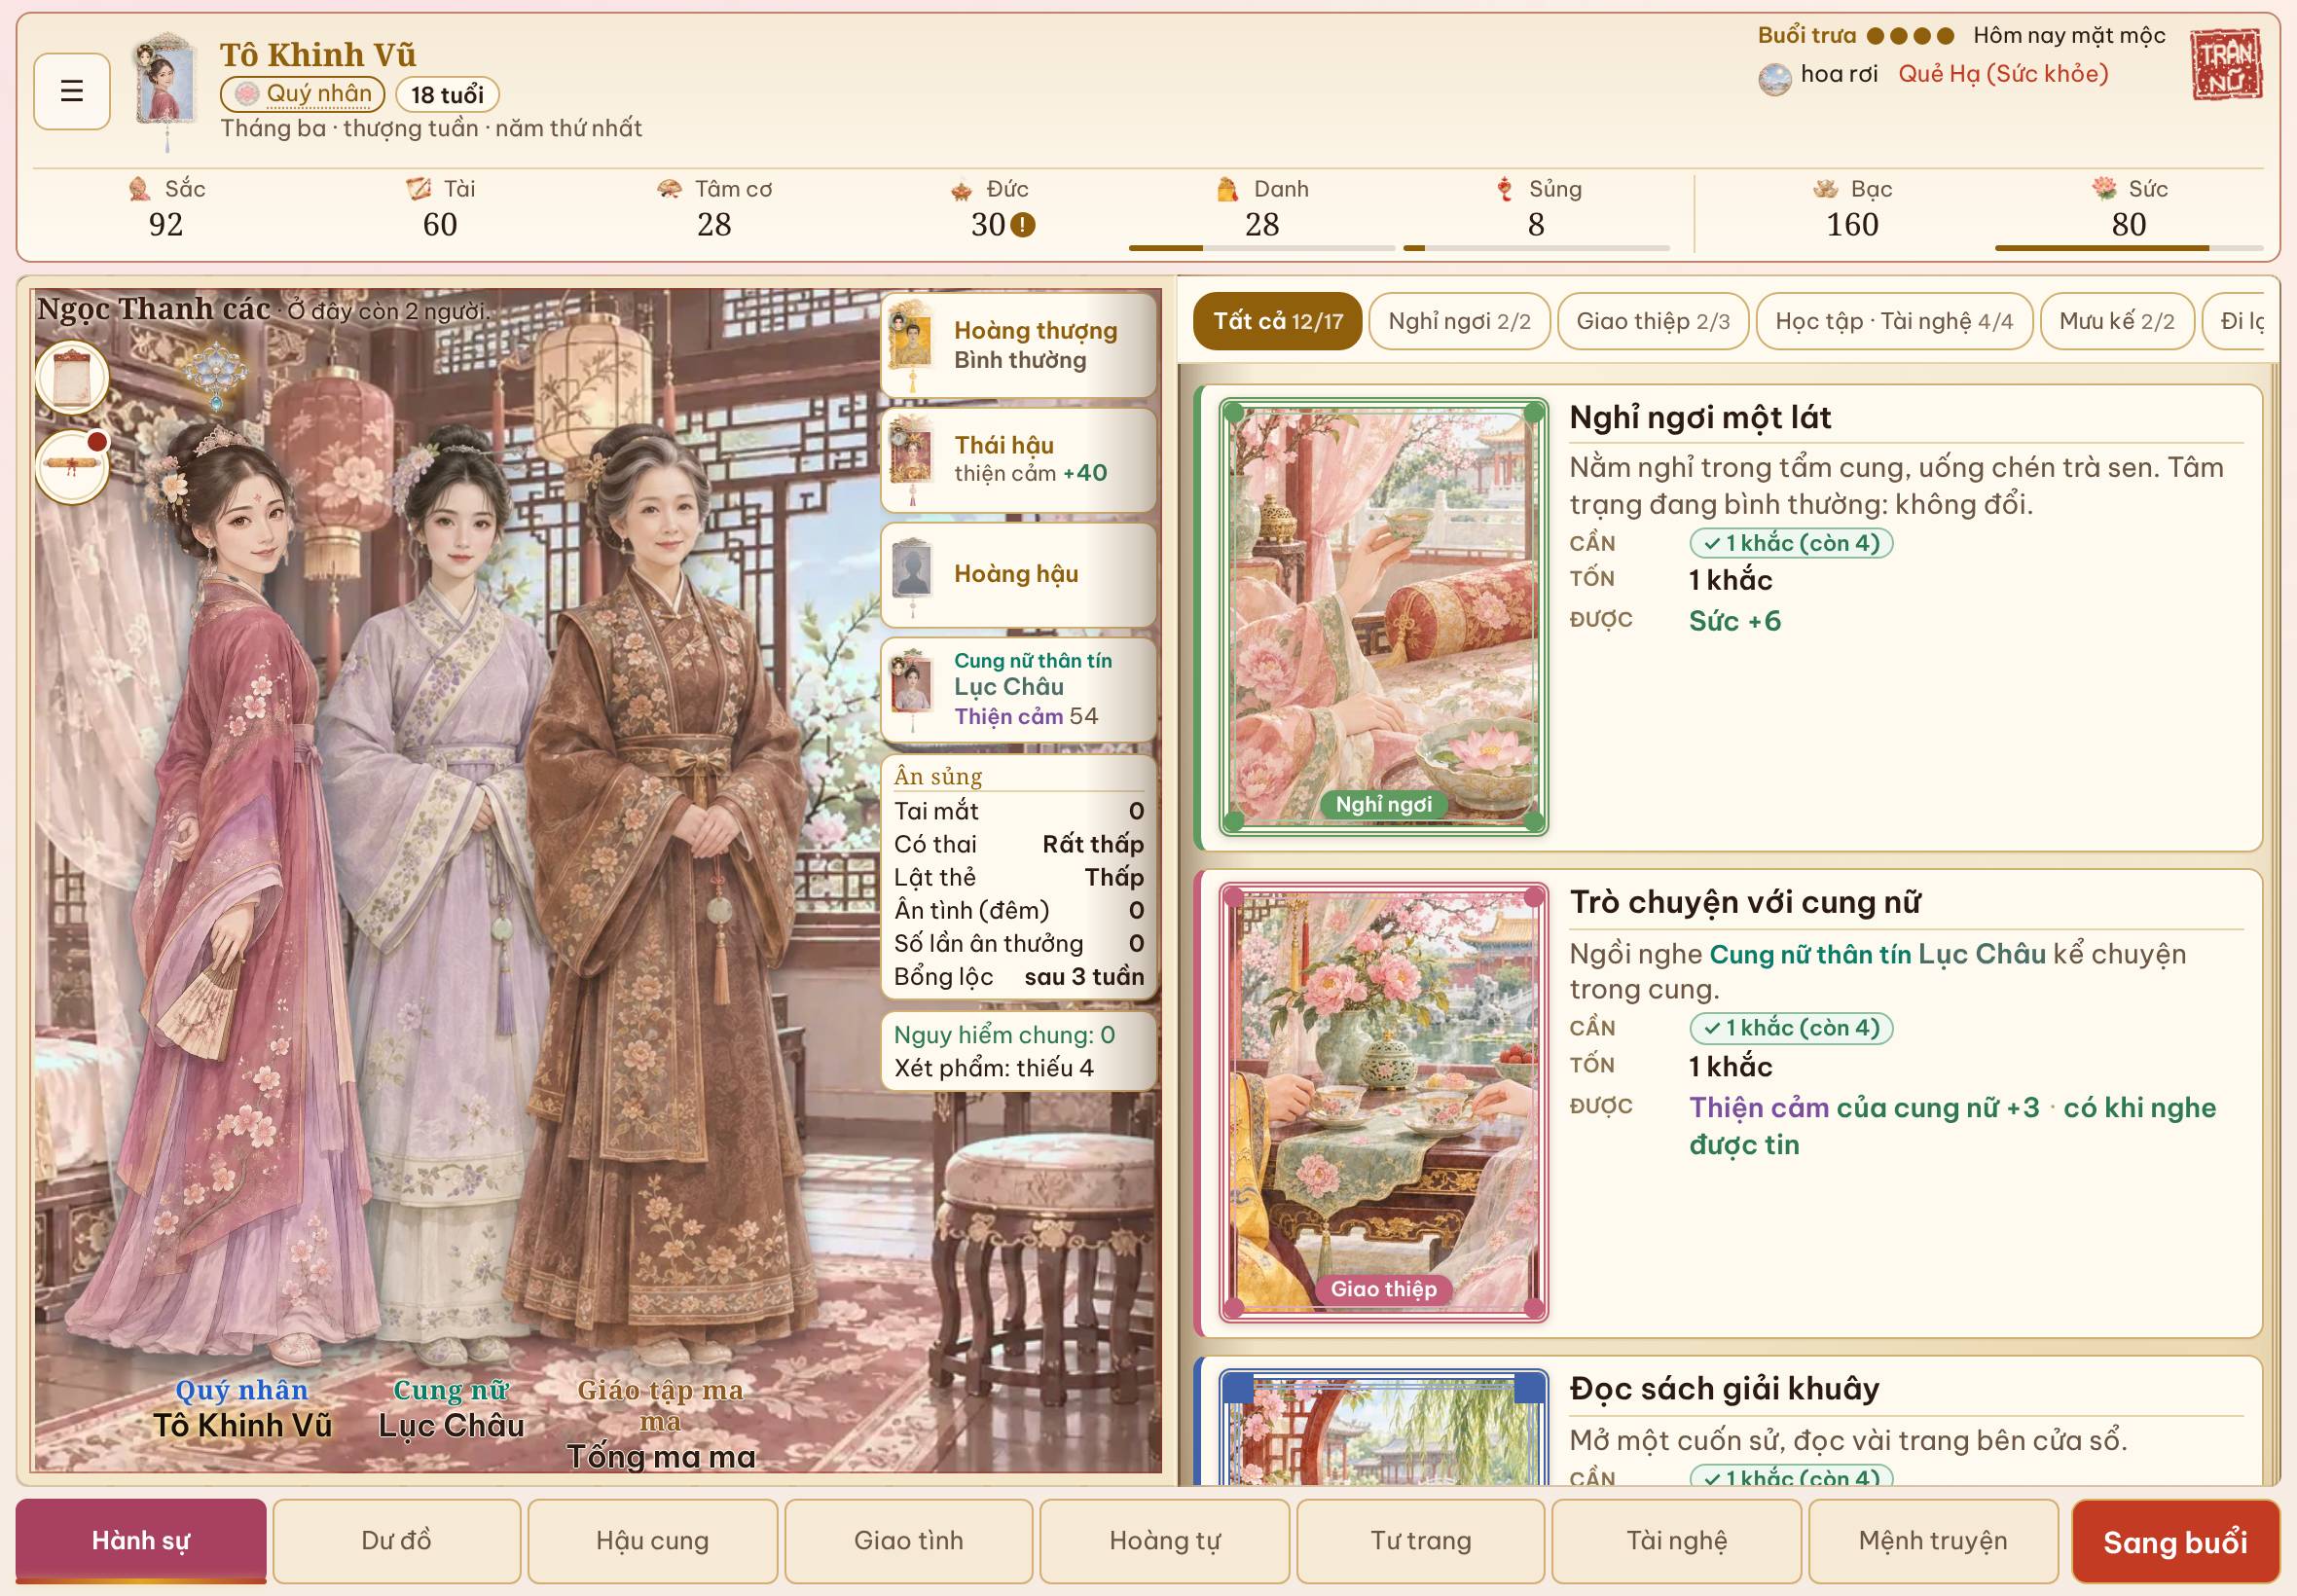 ☰
Tô Khinh Vũ
Quý nhân
18 tuổi
Tháng ba · thượng tuần · năm thứ nhất
Buổi trưa
Hôm nay mặt mộc
hoa rơi
Quẻ Hạ (Sức khỏe)
TRÂN NỮ
Sắc
92
Tài
60
Tâm cơ
28
Đức
30 !
Danh
28
Sủng
8
Bạc
160
Sức
80
Ngọc Thanh các · Ở đây còn 2 người.
Hoàng thượng
Bình thường
Thái hậu
thiện cảm +40
Hoàng hậu
Cung nữ thân tín
Lục Châu
Thiện cảm 54
Ân sủng
Tai mắt 0
Có thai Rất thấp
Lật thẻ Thấp
Ân tình (đêm) 0
Số lần ân thưởng 0
Bổng lộc sau 3 tuần
Nguy hiểm chung: 0
Xét phẩm: thiếu 4
Quý nhân
Tô Khinh Vũ
Cung nữ
Lục Châu
Giáo tập ma
ma
Tống ma ma
Tất cả 12/17
Nghỉ ngơi 2/2
Giao thiệp 2/3
Học tập · Tài nghệ 4/4
Mưu kế 2/2
Đi lạ
Nghỉ ngơi
Nghỉ ngơi một lát
Nằm nghỉ trong tẩm cung, uống chén trà sen. Tâm
trạng đang bình thường: không đổi.
CẦN ✓ 1 khắc (còn 4)
TỐN 1 khắc
ĐƯỢC Sức +6
Giao thiệp
Trò chuyện với cung nữ
Ngồi nghe Cung nữ thân tín Lục Châu kể chuyện
trong cung.
CẦN ✓ 1 khắc (còn 4)
TỐN 1 khắc
ĐƯỢC Thiện cảm của cung nữ +3 · có khi nghe
được tin
Đọc sách giải khuây
Mở một cuốn sử, đọc vài trang bên cửa sổ.
CẦN ✓ 1 khắc (còn 4)
Hành sự
Dư đồ
Hậu cung
Giao tình
Hoàng tự
Tư trang
Tài nghệ
Mệnh truyện
Sang buổi